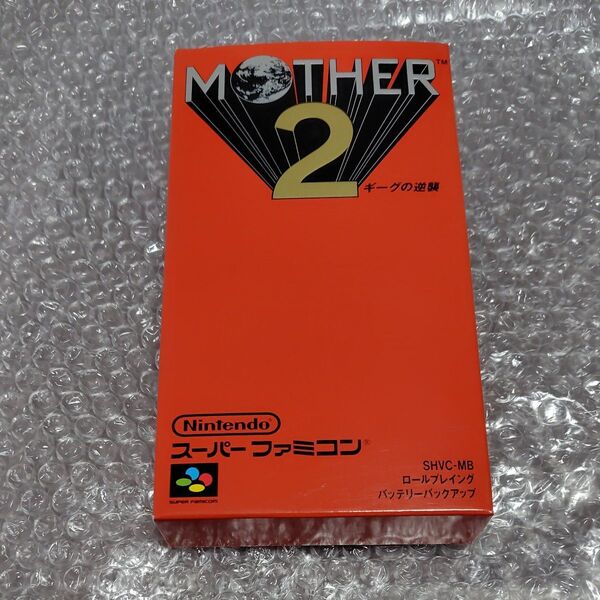 MOTHER™
2
ギーグの逆襲
Nintendo
スーパーファミコン®
SUPER FAMICOM
SHVC-MB
ロールプレイング
バッテリーバックアップ